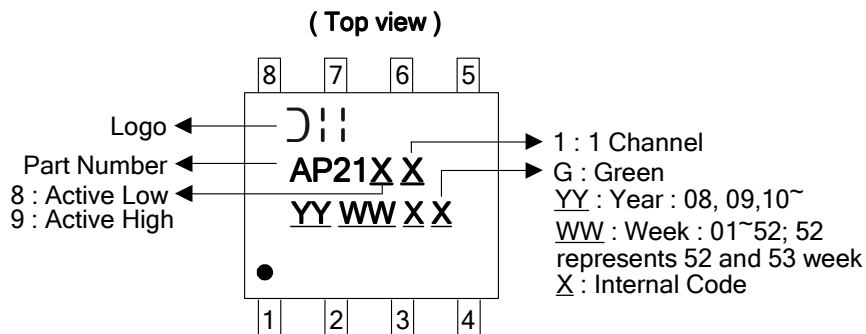 ( Top view )
8 7 6 5
Logo
Part Number
8 : Active Low
9 : Active High
AP21X X
YY WW X X
1 : 1 Channel
G : Green
YY : Year : 08, 09,10~
WW : Week : 01~52; 52
represents 52 and 53 week
X : Internal Code
1 2 3 4